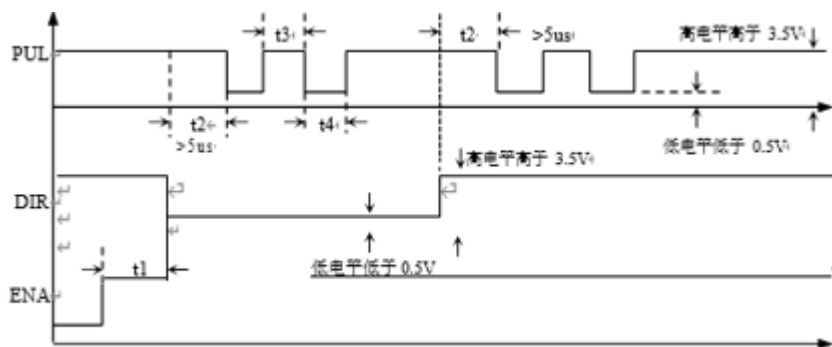 PUL
t3
t2
>5us
高电平高于 3.5V
t2
>5us
t4
低电平低于 0.5V
高电平高于 3.5V
DIR
t1
低电平低于 0.5V
ENA